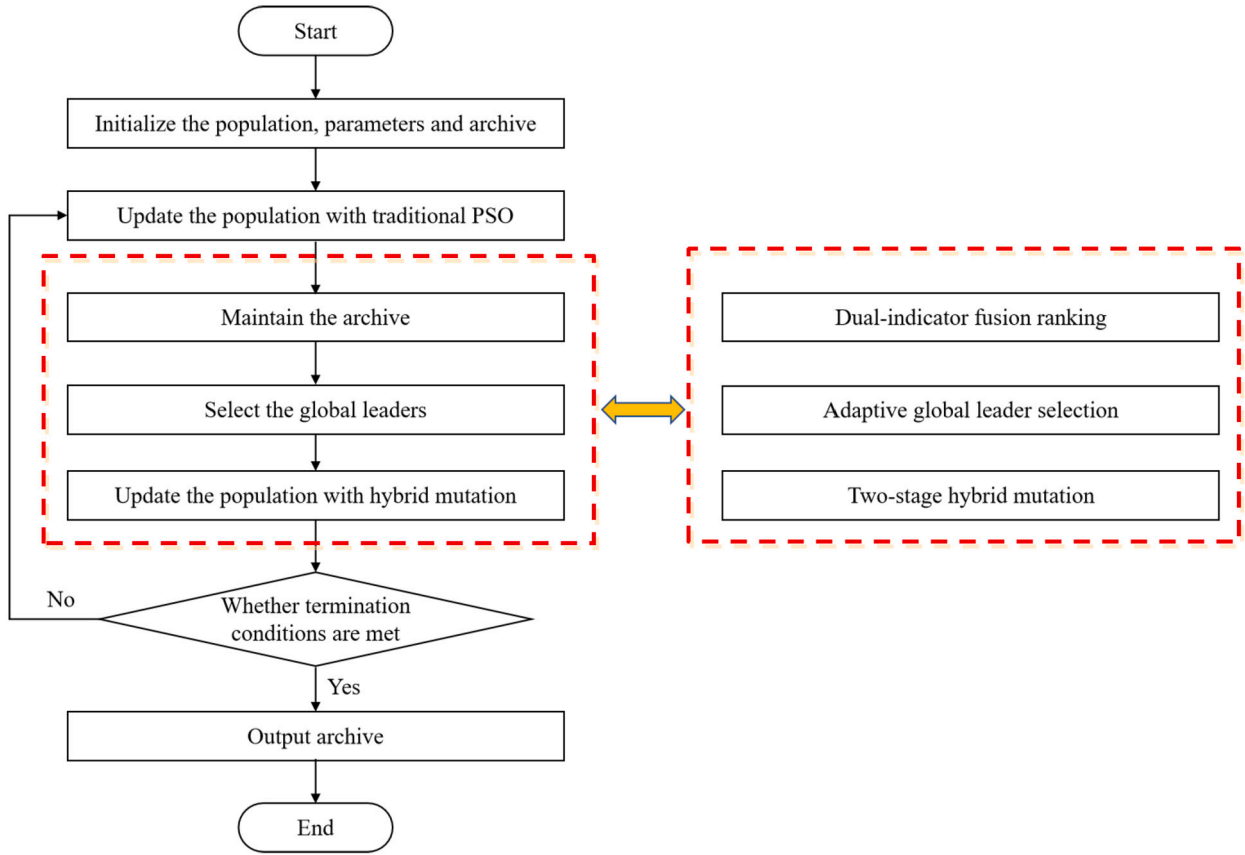 Start
Initialize the population, parameters and archive
Update the population with traditional PSO
Maintain the archive
Select the global leaders
Update the population with hybrid mutation
Dual-indicator fusion ranking
Adaptive global leader selection
Two-stage hybrid mutation
No
Whether termination
conditions are met
Yes
Output archive
End